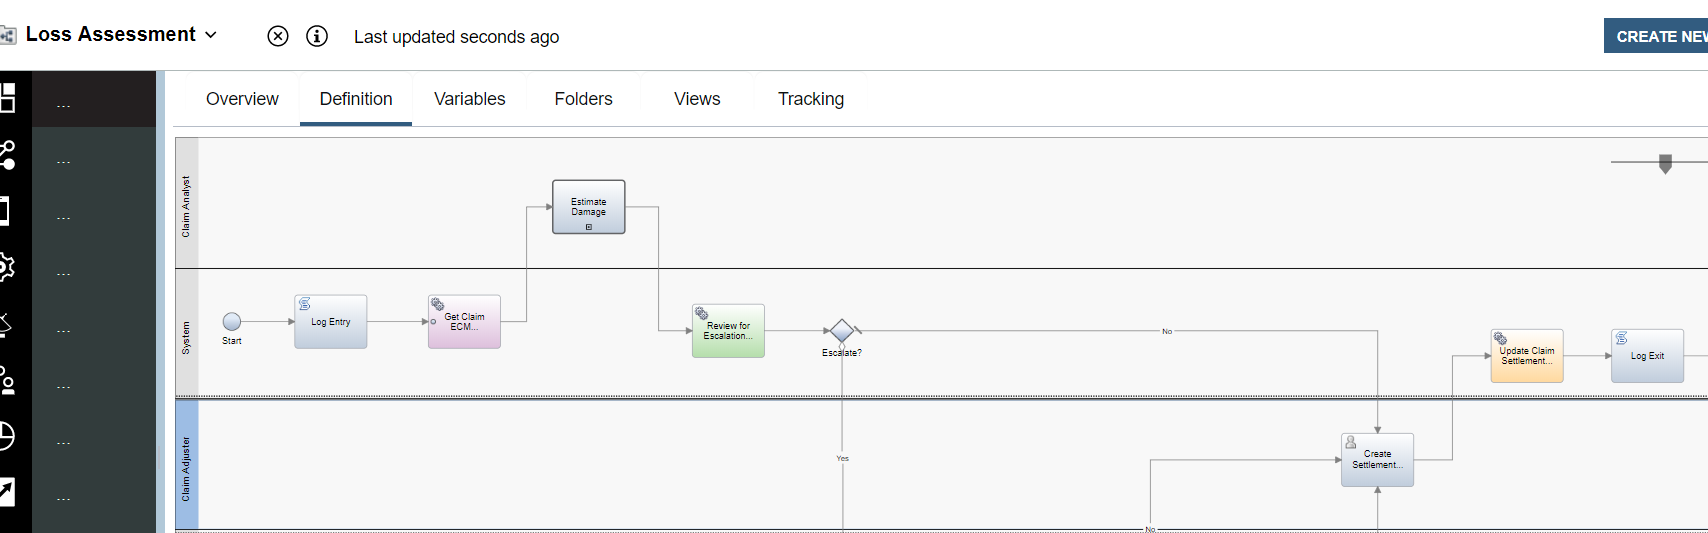 Loss Assessment
Last updated seconds ago
CREATE NEW
...
Overview
Definition
Variables
Folders
Views
Tracking
Claim Analyst
Estimate
Damage
...
...
...
System
Start
Log Entry
Get Claim
ECM...
Review for
Escalation...
Escalate?
No
Update Claim
Settlement...
Log Exit
...
...
Claim Adjuster
Yes
Create
Settlement...
No
...
...